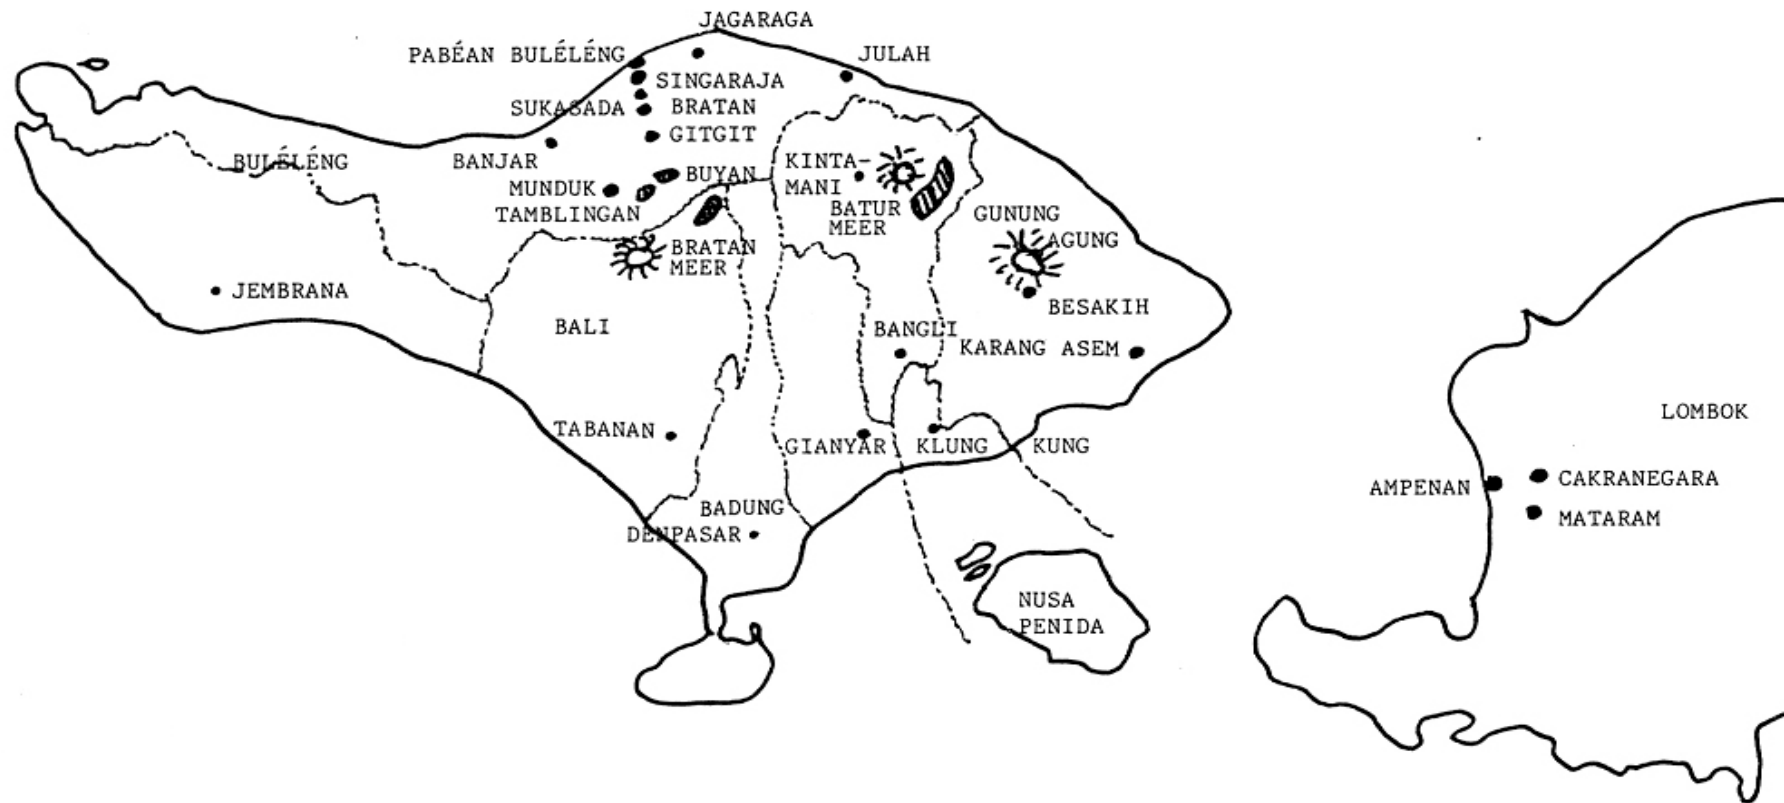 JAGARAGA
PABÉAN BULÉLÉNG
JULAH
SINGARAJA
SUKASADA
BRATAN
GITGIT
BULÉLÉNG
BANJAR
KINTA-
MANI
BUYAN
MUNDUK
TAMBLINGAN
BATUR
MEER
GUNUNG
AGUNG
BRATAN
MEER
JEMBRANA
BESAKIH
BALI
BANGLI
KARANG ASEM
LOMBOK
TABANAN
GIANYAR
KLUNG KUNG
AMPENAN
CAKRANEGARA
MATARAM
BADUNG
DENPASAR
NUSA
PENIDA